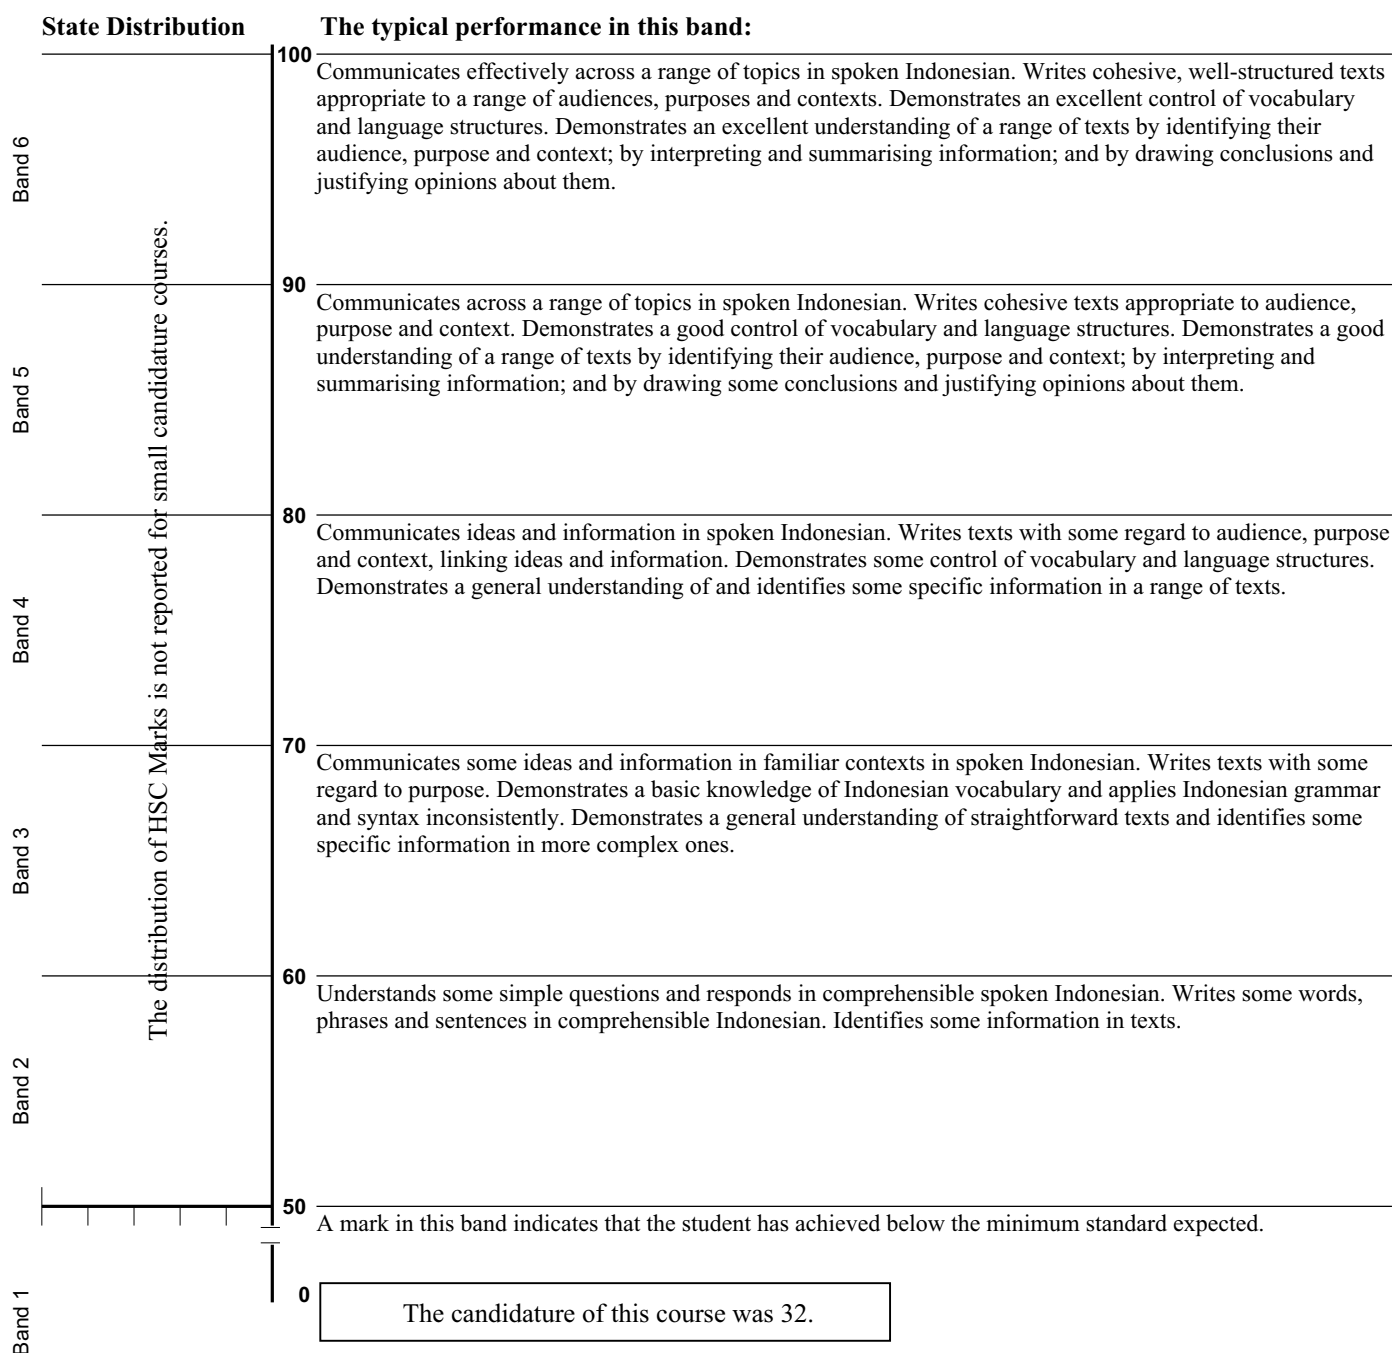 State Distribution
The typical performance in this band:
100
Communicates effectively across a range of topics in spoken Indonesian. Writes cohesive, well-structured texts
appropriate to a range of audiences, purposes and contexts. Demonstrates an excellent control of vocabulary
and language structures. Demonstrates an excellent understanding of a range of texts by identifying their
audience, purpose and context; by interpreting and summarising information; and by drawing conclusions and
justifying opinions about them.
Band 6
90
Communicates across a range of topics in spoken Indonesian. Writes cohesive texts appropriate to audience,
purpose and context. Demonstrates a good control of vocabulary and language structures. Demonstrates a good
understanding of a range of texts by identifying their audience, purpose and context; by interpreting and
summarising information; and by drawing some conclusions and justifying opinions about them.
Band 5
80
Communicates ideas and information in spoken Indonesian. Writes texts with some regard to audience, purpose
and context, linking ideas and information. Demonstrates some control of vocabulary and language structures.
Demonstrates a general understanding of and identifies some specific information in a range of texts.
Band 4
The distribution of HSC Marks is not reported for small candidature courses.
70
Communicates some ideas and information in familiar contexts in spoken Indonesian. Writes texts with some
regard to purpose. Demonstrates a basic knowledge of Indonesian vocabulary and applies Indonesian grammar
and syntax inconsistently. Demonstrates a general understanding of straightforward texts and identifies some
specific information in more complex ones.
Band 3
60
Understands some simple questions and responds in comprehensible spoken Indonesian. Writes some words,
phrases and sentences in comprehensible Indonesian. Identifies some information in texts.
Band 2
50
A mark in this band indicates that the student has achieved below the minimum standard expected.
0
Band 1
The candidature of this course was 32.